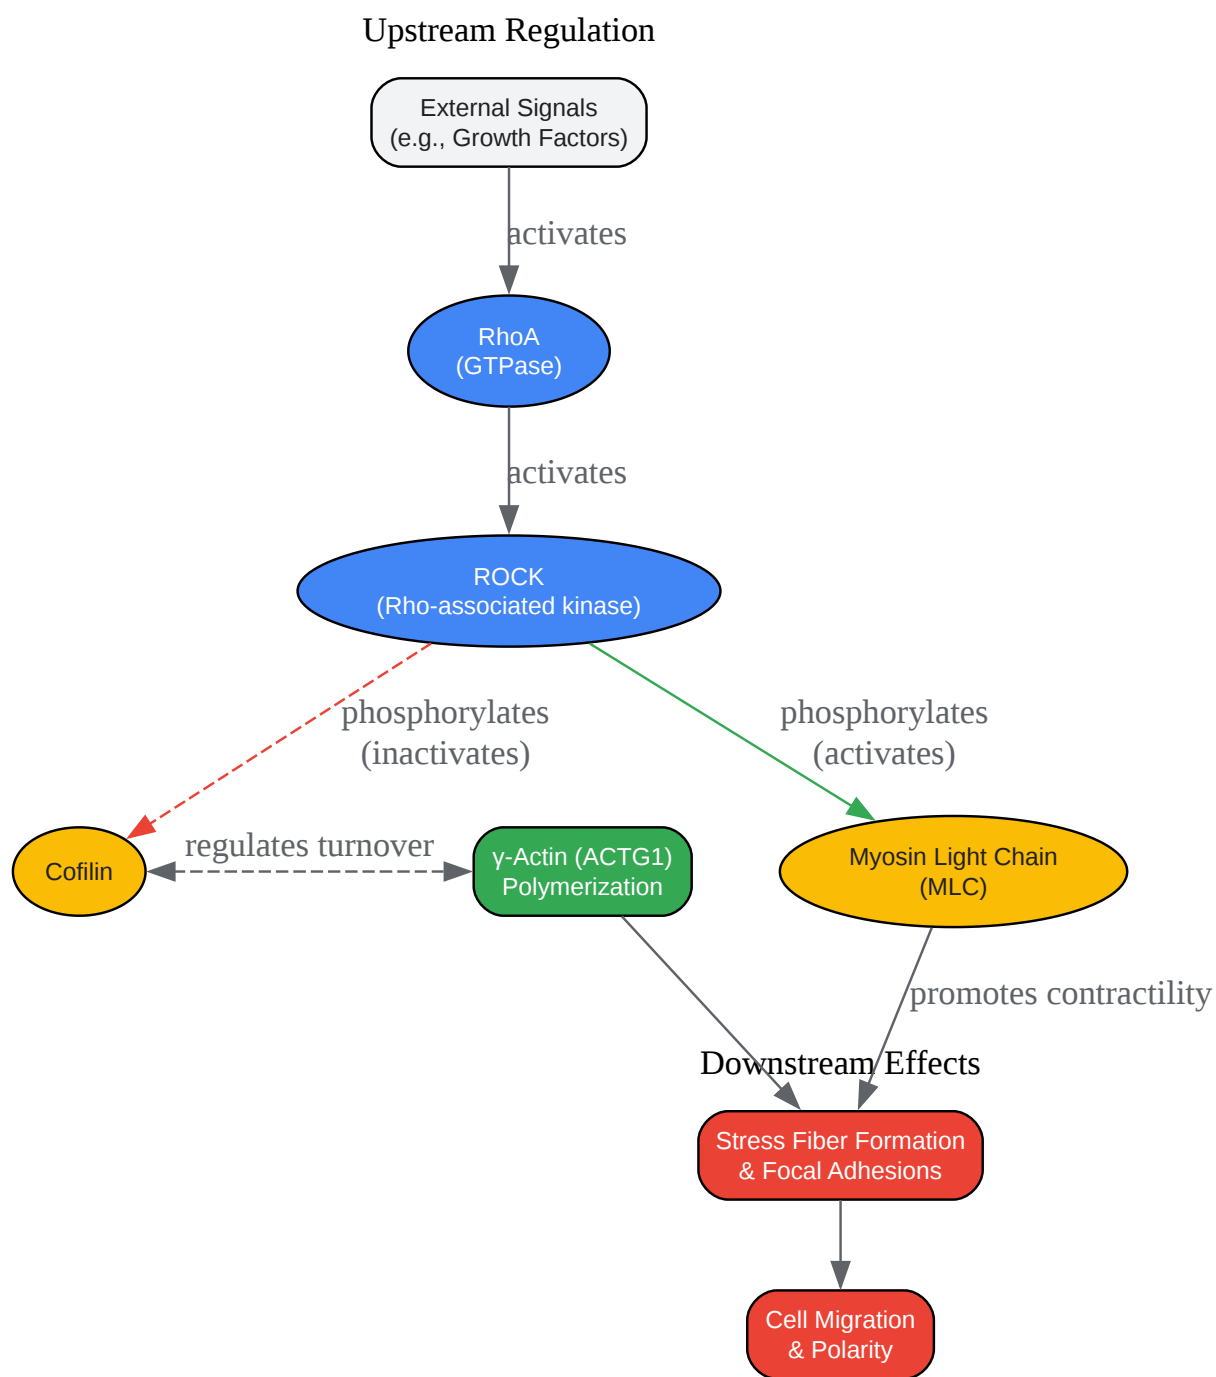 Upstream Regulation
External Signals
(e.g., Growth Factors)
activates
RhoA
(GTPase)
activates
ROCK
(Rho-associated kinase)
phosphorylates
(inactivates)
phosphorylates
(activates)
Cofilin
regulates turnover
γ-Actin (ACTG1)
Polymerization
Myosin Light Chain
(MLC)
promotes contractility
Downstream Effects
Stress Fiber Formation
& Focal Adhesions
Cell Migration
& Polarity